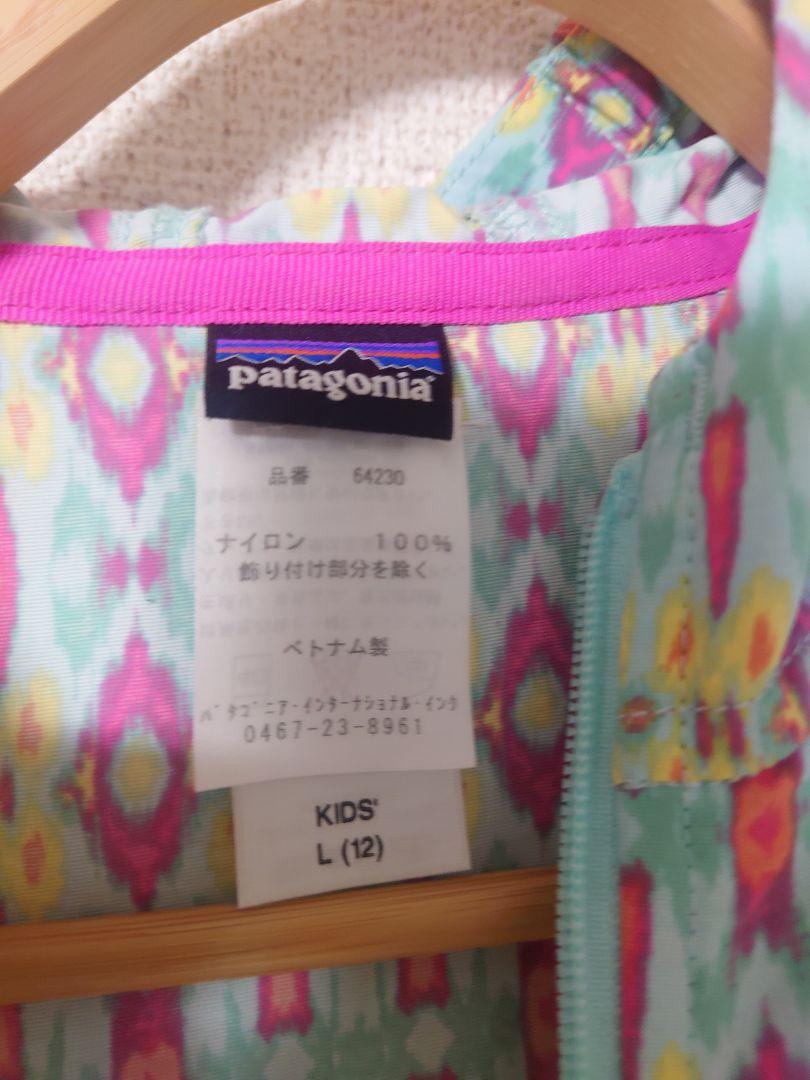 patagonia®
品番 64230
ナイロン 100%
飾り付け部分を除く
ベトナム製
パタゴニア・インターナショナル・インク
0467-23-8961
KIDS'
L (12)